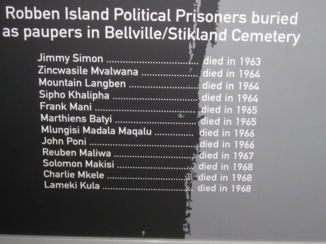 Robben Island Political Prisoners buried
as paupers in Bellville/Stikland Cemetery
Jimmy Simon .............................. died in 1963
Zincwasile Mvalwana .................... died in 1964
Mountain Langben ....................... died in 1964
Sipho Khalipha ............................ died in 1964
Frank Mani ................................. died in 1965
Marthiens Batyi ........................... died in 1965
Mlungisi Madala Maqalu ............... died in 1966
John Poni ................................... died in 1966
Reuben Maliwa ............................ died in 1967
Solomon Makisi ........................... died in 1968
Charlie Mkele .............................. died in 1968
Lameki Kula ................................ died in 1968